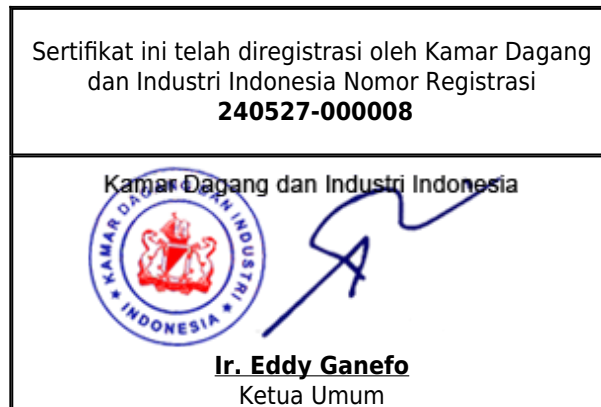 Sertifikat ini telah diregistrasi oleh Kamar Dagang
dan Industri Indonesia Nomor Registrasi
240527-000008
Kamar Dagang dan Industri Indonesia
KAMAR DAGANG DAN INDUSTRI
★ INDONESIA ★
Ir. Eddy Ganefo
Ketua Umum